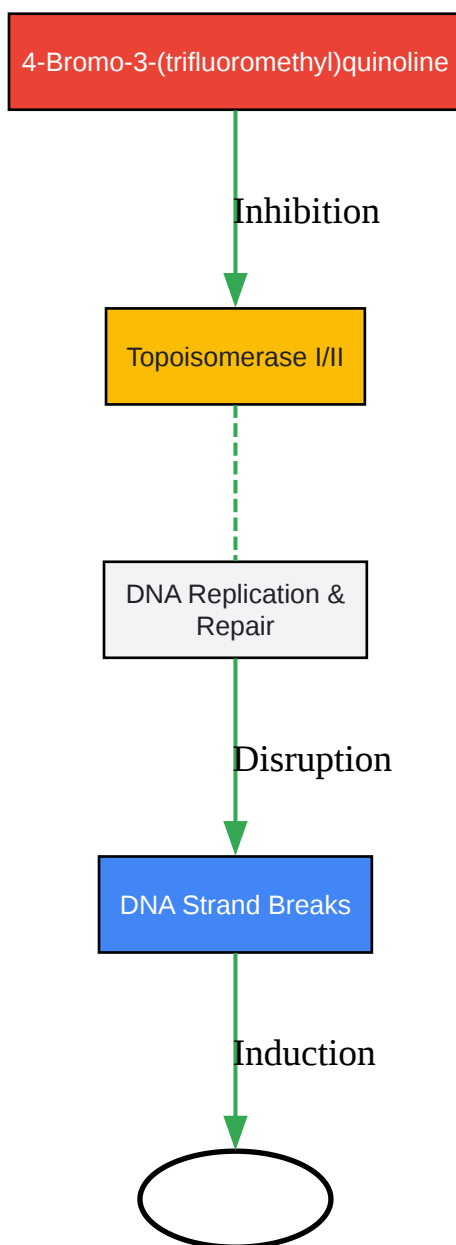 4-Bromo-3-(trifluoromethyl)quinoline
Inhibition
Topoisomerase I/II
DNA Replication &
Repair
Disruption
DNA Strand Breaks
Induction